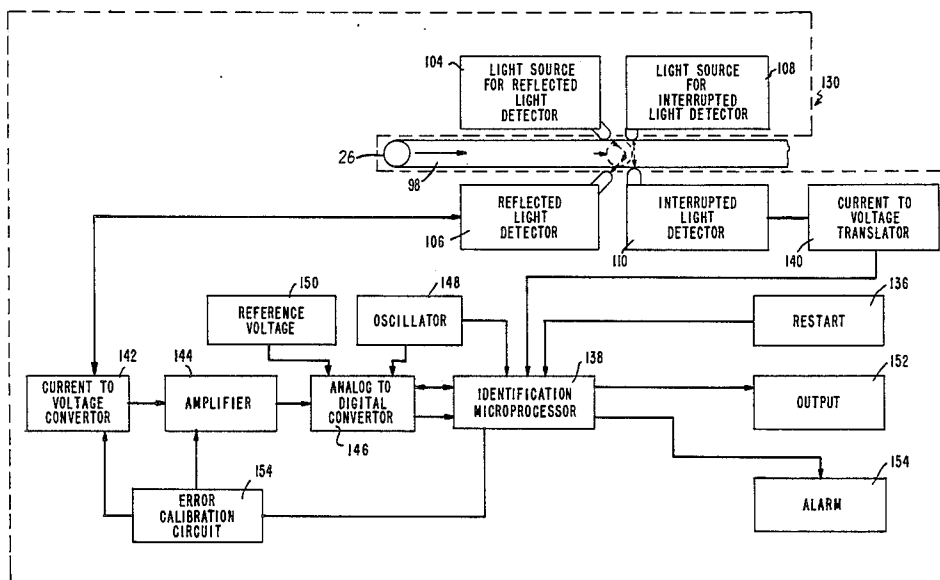 104
LIGHT SOURCE
FOR REFLECTED
LIGHT
DETECTOR
LIGHT SOURCE
FOR
INTERRUPTED
LIGHT DETECTOR
108
130
26
98
REFLECTED
LIGHT
DETECTOR
106
INTERRUPTED
LIGHT
DETECTOR
110
CURRENT TO
VOLTAGE
TRANSLATOR
140
150
REFERENCE
VOLTAGE
148
OSCILLATOR
136
RESTART
142
CURRENT TO
VOLTAGE
CONVERTOR
144
AMPLIFIER
ANALOG TO
DIGITAL
CONVERTOR
146
138
IDENTIFICATION
MICROPROCESSOR
152
OUTPUT
154
ERROR
CALIBRATION
CIRCUIT
154
ALARM